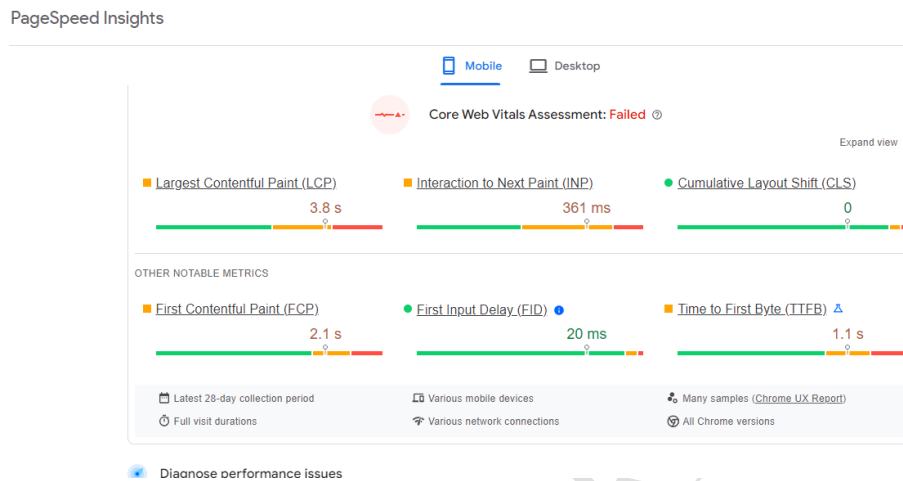 PageSpeed Insights
Mobile
Desktop
Core Web Vitals Assessment: Failed
Expand view
Largest Contentful Paint (LCP)
Interaction to Next Paint (INP)
Cumulative Layout Shift (CLS)
3.8 s
361 ms
0
OTHER NOTABLE METRICS
First Contentful Paint (FCP)
First Input Delay (FID)
Time to First Byte (TTFB)
2.1 s
20 ms
1.1 s
Latest 28-day collection period
Various mobile devices
Many samples (Chrome UX Report)
Full visit durations
Various network connections
All Chrome versions
Diagnose performance issues